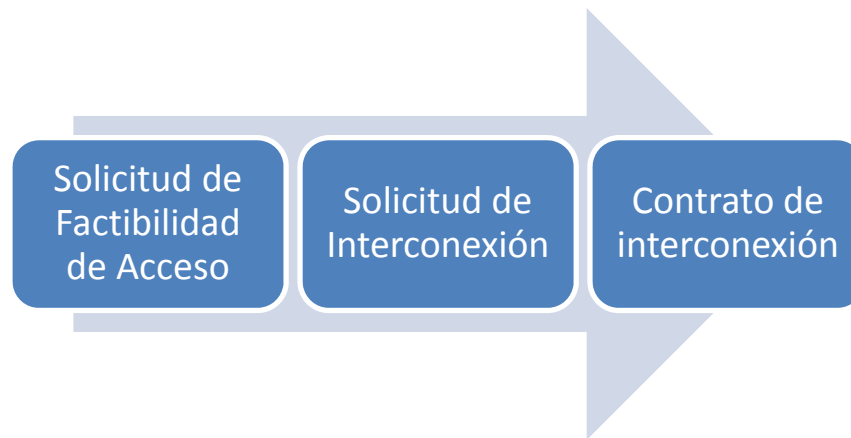 Solicitud de
Factibilidad
de Acceso
Solicitud de
Interconexión
Contrato de
interconexión